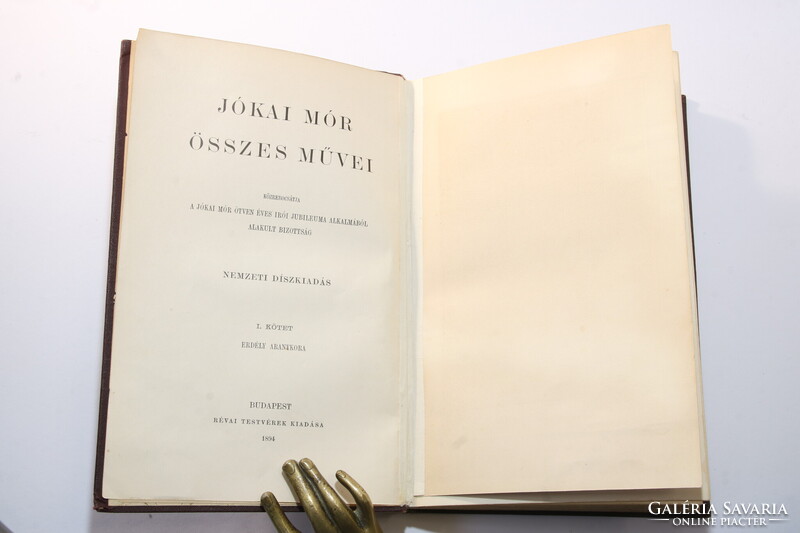 JÓKAI MÓR
ÖSSZES MŰVEI
KÖZREBOCSÁTJA
A JÓKAI MÓR ÖTVEN ÉVES IRÓI JUBILEUMA ALKALMÁBÓL
ALAKULT BIZOTTSÁG
NEMZETI DÍSZKIADÁS
I. KÖTET
ERDÉLY ARANYKORA
BUDAPEST
RÉVAI TESTVÉREK KIADÁSA
1894
GALÉRIA SAVARIA
ONLINE PIACTÉR